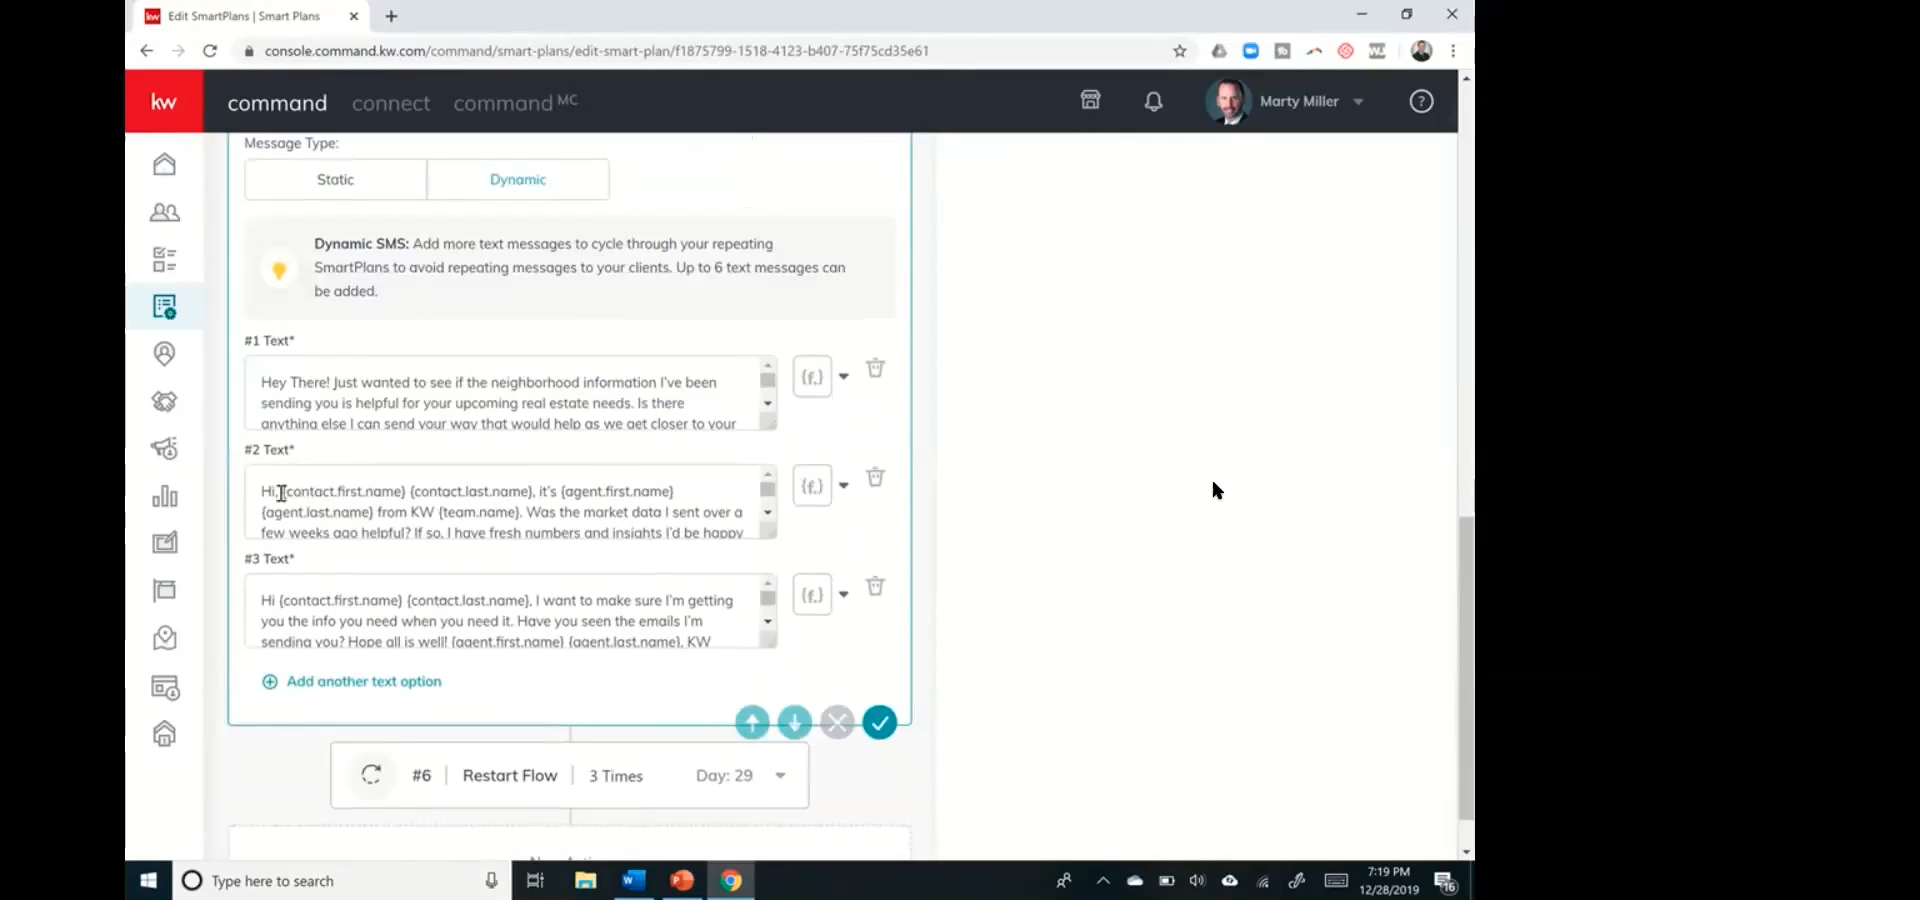 kw Edit SmartPlans | Smart Plans
console.command.kw.com/command/smart-plans/edit-smart-plan/f1875799-1518-4123-b407-75f75cd35e61
kw command connect command MC Marty Miller
Message Type:
Static Dynamic
Dynamic SMS: Add more text messages to cycle through your repeating
SmartPlans to avoid repeating messages to your clients. Up to 6 text messages can
be added.
#1 Text*
Hey There! Just wanted to see if the neighborhood information I've been
sending you is helpful for your upcoming real estate needs. Is there
anything else I can send your way that would help as we get closer to your
{f,}
#2 Text*
Hi, {contact.first.name} {contact.last.name}, it's {agent.first.name}
{agent.last.name} from KW {team.name}. Was the market data I sent over a
few weeks ago helpful? If so, I have fresh numbers and insights I'd be happy
{f,}
#3 Text*
Hi {contact.first.name} {contact.last.name}, I want to make sure I'm getting
you the info you need when you need it. Have you seen the emails I'm
sending you? Hope all is well! {agent.first.name} {agent.last.name}, KW
{f,}
Add another text option
#6 Restart Flow 3 Times Day: 29
Type here to search
7:19 PM
12/28/2019
16